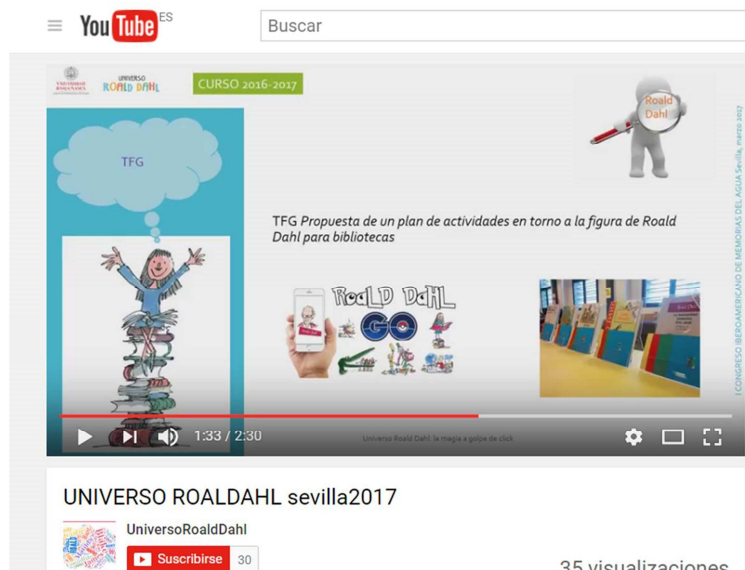 YouTube ES
Buscar
UNIVERSO
ROALD DAHL
CURSO 2016-2017
Roald
Dahl
TFG
TFG Propuesta de un plan de actividades en torno a la figura de Roald
Dahl para bibliotecas
ROALD DAHL
GO
I CONGRESO IBEROAMERICANO DE MEMORIAS DEL AGUA Sevilla, marzo 2017
1:33 / 2:30
Universo Roald Dahl: la magia a golpe de click
UNIVERSO ROALDAHL sevilla2017
UniversoRoaldDahl
Suscribirse 30
35 visualizaciones